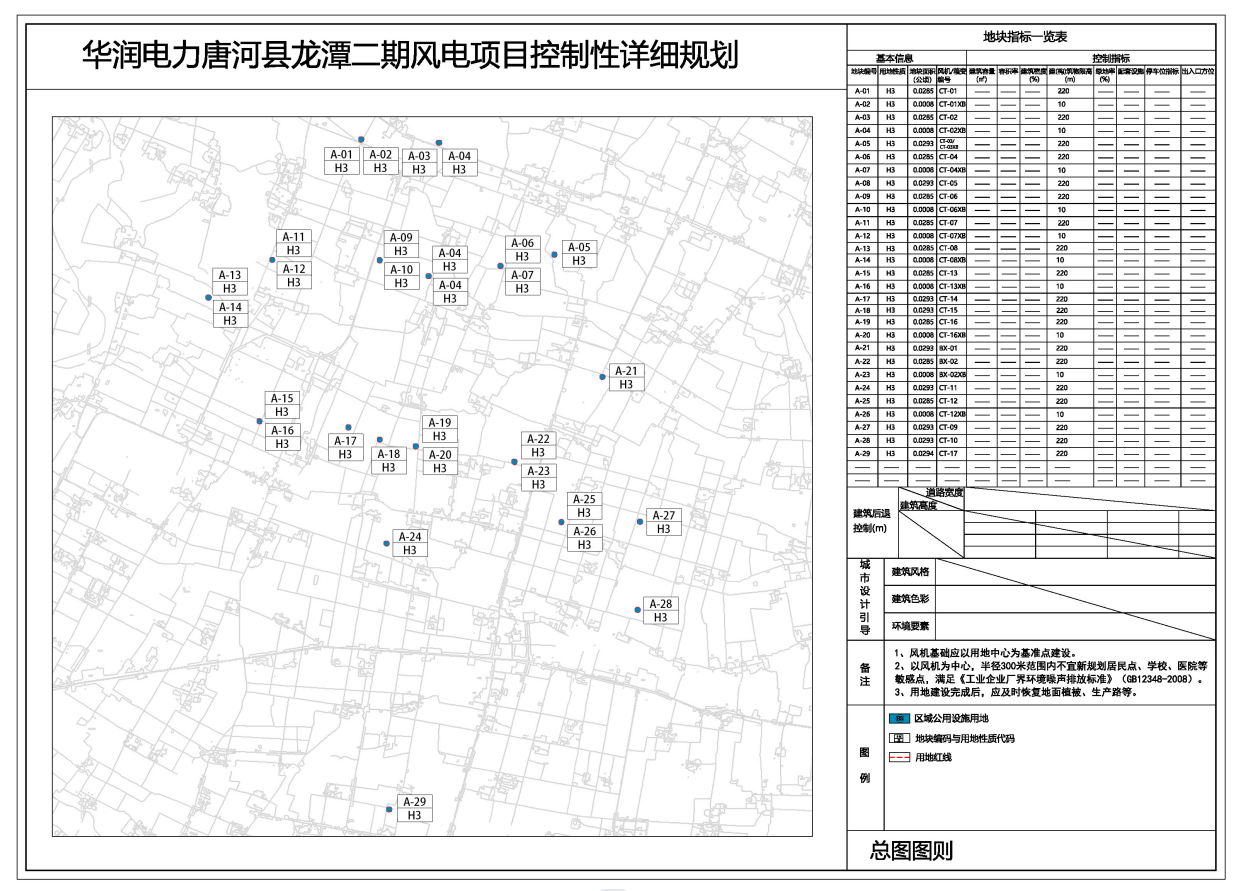 华润电力唐河县龙潭二期风电项目控制性详细规划
A-01 A-02 A-03 A-04
H3 H3 H3 H3
A-11
H3
A-12
H3
A-09
H3
A-10
H3
A-04
H3
A-04
H3
A-06
H3
A-07
H3
A-05
H3
A-13
H3
A-14
H3
A-21
H3
A-15
H3
A-16
H3
A-17
H3
A-18
H3
A-19
H3
A-20
H3
A-22
H3
A-23
H3
A-25
H3
A-26
H3
A-27
H3
A-24
H3
A-28
H3
A-29
H3
地块指标一览表
基本信息 控制指标
地块编号 用地性质 地块面积(公顷) 风机/箱变编号 建筑容量(㎡) 容积率 建筑密度(%) 建(构)筑物限高(m) 绿地率(%) 配套设施 停车位指标 出入口方位
A-01 H3 0.0285 CT-01 —— —— —— 220 —— —— —— ——
A-02 H3 0.0008 CT-01XB —— —— —— 10 —— —— —— ——
A-03 H3 0.0285 CT-02 —— —— —— 220 —— —— —— ——
A-04 H3 0.0008 CT-02XB —— —— —— 10 —— —— —— ——
A-05 H3 0.0293 CT-03/CT-03XB —— —— —— 220 —— —— —— ——
A-06 H3 0.0285 CT-04 —— —— —— 220 —— —— —— ——
A-07 H3 0.0008 CT-04XB —— —— —— 10 —— —— —— ——
A-08 H3 0.0293 CT-05 —— —— —— 220 —— —— —— ——
A-09 H3 0.0285 CT-06 —— —— —— 220 —— —— —— ——
A-10 H3 0.0008 CT-06XB —— —— —— 10 —— —— —— ——
A-11 H3 0.0285 CT-07 —— —— —— 220 —— —— —— ——
A-12 H3 0.0008 CT-07XB —— —— —— 10 —— —— —— ——
A-13 H3 0.0285 CT-08 —— —— —— 220 —— —— —— ——
A-14 H3 0.0008 CT-08XB —— —— —— 10 —— —— —— ——
A-15 H3 0.0285 CT-13 —— —— —— 220 —— —— —— ——
A-16 H3 0.0008 CT-13XB —— —— —— 10 —— —— —— ——
A-17 H3 0.0293 CT-14 —— —— —— 220 —— —— —— ——
A-18 H3 0.0293 CT-15 —— —— —— 220 —— —— —— ——
A-19 H3 0.0285 CT-16 —— —— —— 220 —— —— —— ——
A-20 H3 0.0008 CT-16XB —— —— —— 10 —— —— —— ——
A-21 H3 0.0293 BX-01 —— —— —— 220 —— —— —— ——
A-22 H3 0.0285 BX-02 —— —— —— 220 —— —— —— ——
A-23 H3 0.0008 BX-02XB —— —— —— 10 —— —— —— ——
A-24 H3 0.0293 CT-11 —— —— —— 220 —— —— —— ——
A-25 H3 0.0285 CT-12 —— —— —— 220 —— —— —— ——
A-26 H3 0.0008 CT-12XB —— —— —— 10 —— —— —— ——
A-27 H3 0.0293 CT-09 —— —— —— 220 —— —— —— ——
A-28 H3 0.0293 CT-10 —— —— —— 220 —— —— —— ——
A-29 H3 0.0294 CT-17 —— —— —— 220 —— —— —— ——
—— —— —— —— —— —— —— —— —— —— —— ——
—— —— —— —— —— —— —— —— —— —— —— ——
建筑后退控制(m) 道路宽度
建筑高度
城市设计引导
建筑风格
建筑色彩
环境要素
备注
1、风机基础应以用地中心为基准点建设。
2、以风机为中心，半径300米范围内不宜新规划居民点、学校、医院等
敏感点，满足《工业企业厂界环境噪声排放标准》（GB12348-2008）。
3、用地建设完成后，应及时恢复地面植被、生产路等。
图例
区域公用设施用地
地块编码与用地性质代码
用地红线
总图图则